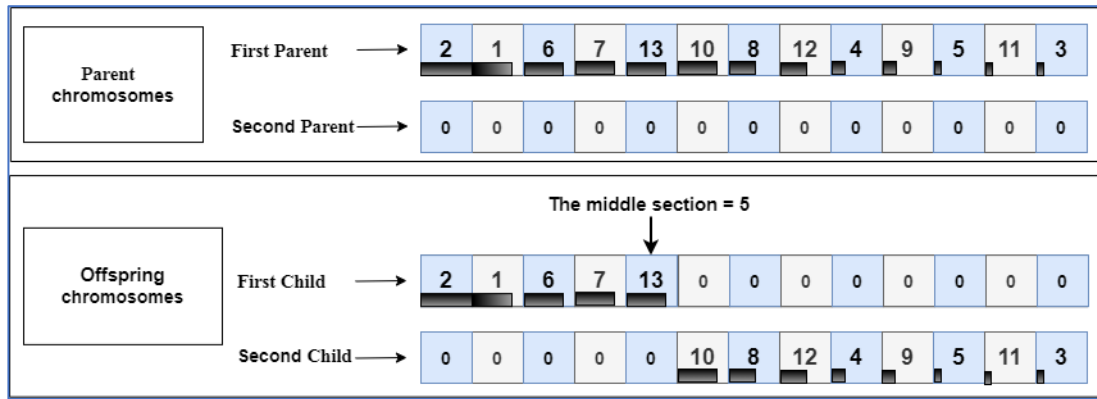 Parent
chromosomes
First Parent
2 1 6 7 13 10 8 12 4 9 5 11 3
Second Parent
0 0 0 0 0 0 0 0 0 0 0 0 0
The middle section = 5
Offspring
chromosomes
First Child
2 1 6 7 13 0 0 0 0 0 0 0 0
Second Child
0 0 0 0 0 10 8 12 4 9 5 11 3